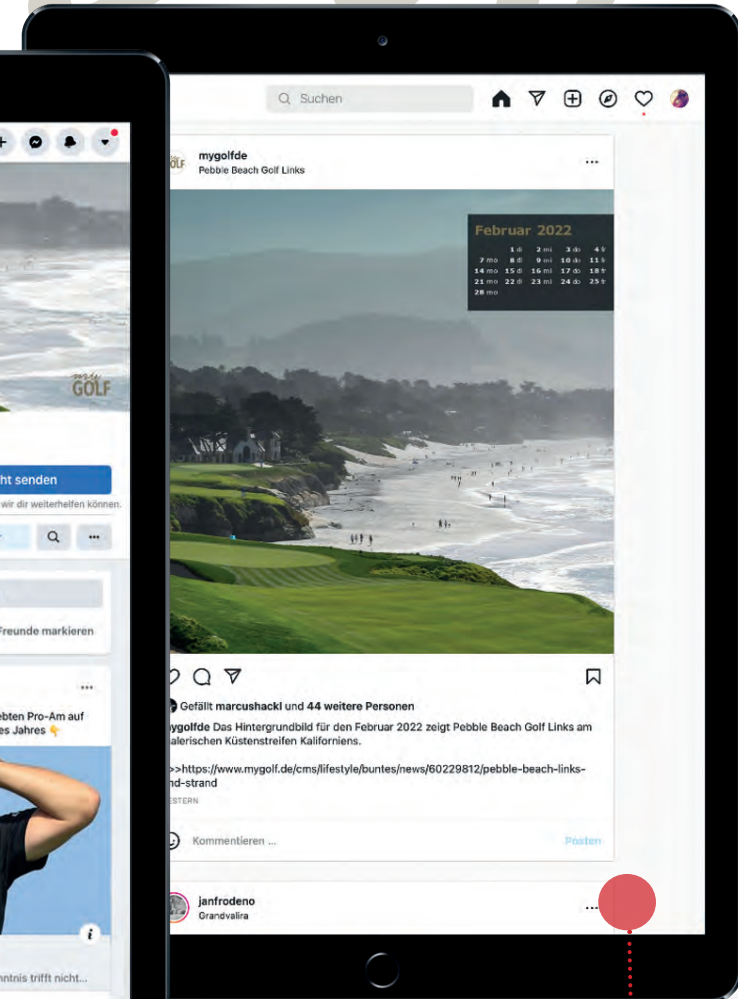 Suchen
mygolfde
Pebble Beach Golf Links
Februar 2022
1 di 2 mi 3 do 4 fr
7 mo 8 di 9 mi 10 do 11 fr
14 mo 15 di 16 mi 17 do 18 fr
21 mo 22 di 23 mi 24 do 25 fr
28 mo
my
GOLF
ht senden
wir dir weiterhelfen können.
Freunde markieren
ebten Pro-Am auf
es Jahres
i
nntnis trifft nicht...
Gefällt marcushackl und 44 weitere Personen
ygolfde Das Hintergrundbild für den Februar 2022 zeigt Pebble Beach Golf Links am
alerischen Küstenstreifen Kaliforniens.
>>https://www.mygolf.de/cms/lifestyle/buntes/news/60229812/pebble-beach-links-
nd-strand
ESTERN
Kommentieren ...
Posten
janfrodeno
Grandvalira